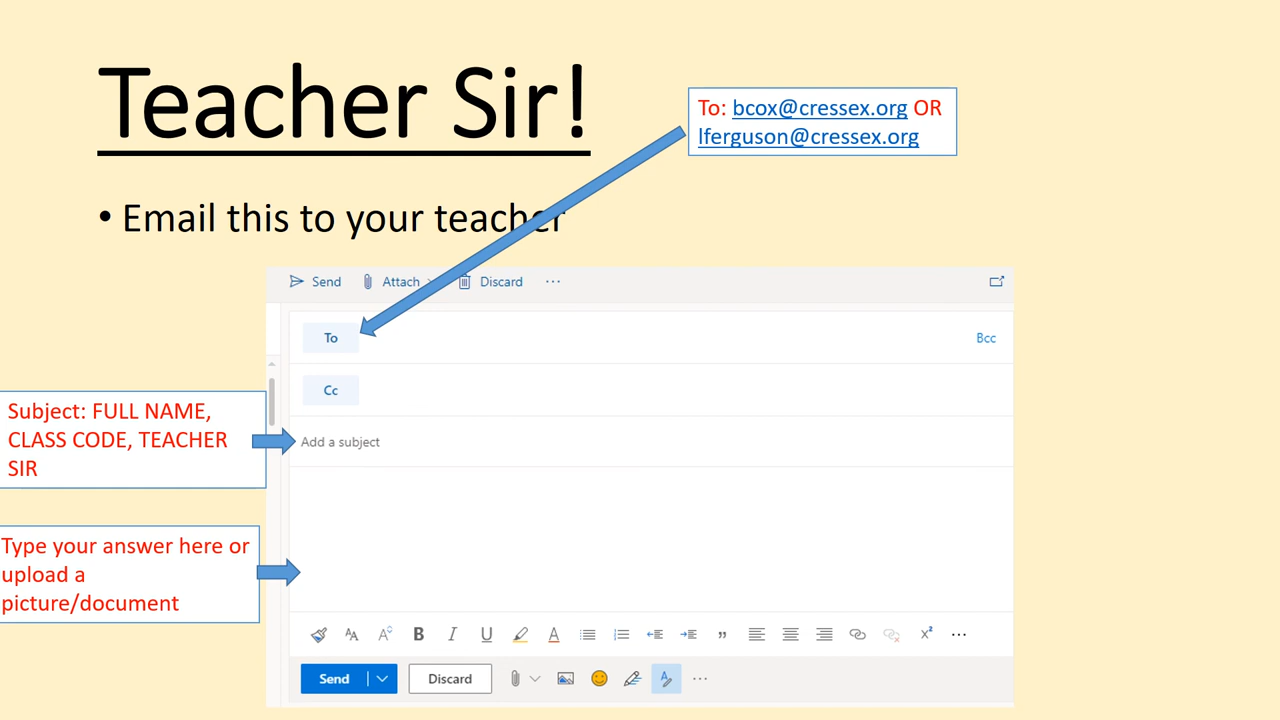 Teacher Sir!
To: bcox@cressex.org OR
lferguson@cressex.org
• Email this to your teacher
Send Attach Discard ...
To Bcc
Cc
Subject: FULL NAME,
CLASS CODE, TEACHER
SIR
Add a subject
Type your answer here or
upload a
picture/document
Send Discard